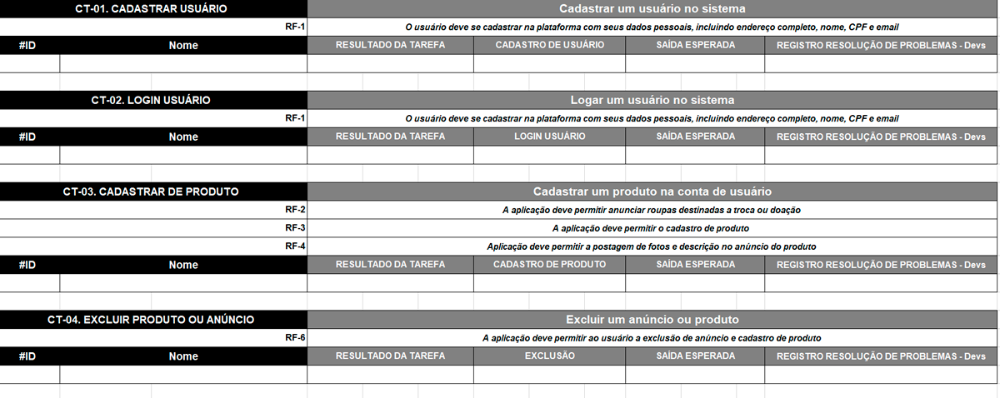 CT-01. CADASTRAR USUÁRIO Cadastrar um usuário no sistema
RF-1 O usuário deve se cadastrar na plataforma com seus dados pessoais, incluindo endereço completo, nome, CPF e email
#ID Nome RESULTADO DA TAREFA CADASTRO DE USUÁRIO SAÍDA ESPERADA REGISTRO RESOLUÇÃO DE PROBLEMAS - Devs
CT-02. LOGIN USUÁRIO Logar um usuário no sistema
RF-1 O usuário deve se cadastrar na plataforma com seus dados pessoais, incluindo endereço completo, nome, CPF e email
#ID Nome RESULTADO DA TAREFA LOGIN USUÁRIO SAÍDA ESPERADA REGISTRO RESOLUÇÃO DE PROBLEMAS - Devs
CT-03. CADASTRAR DE PRODUTO Cadastrar um produto na conta de usuário
RF-2 A aplicação deve permitir anunciar roupas destinadas a troca ou doação
RF-3 A aplicação deve permitir o cadastro de produto
RF-4 Aplicação deve permitir a postagem de fotos e descrição no anúncio do produto
#ID Nome RESULTADO DA TAREFA CADASTRO DE PRODUTO SAÍDA ESPERADA REGISTRO RESOLUÇÃO DE PROBLEMAS - Devs
CT-04. EXCLUIR PRODUTO OU ANÚNCIO Excluir um anúncio ou produto
RF-6 A aplicação deve permitir ao usuário a exclusão de anúncio e cadastro de produto
#ID Nome RESULTADO DA TAREFA EXCLUSÃO SAÍDA ESPERADA REGISTRO RESOLUÇÃO DE PROBLEMAS - Devs